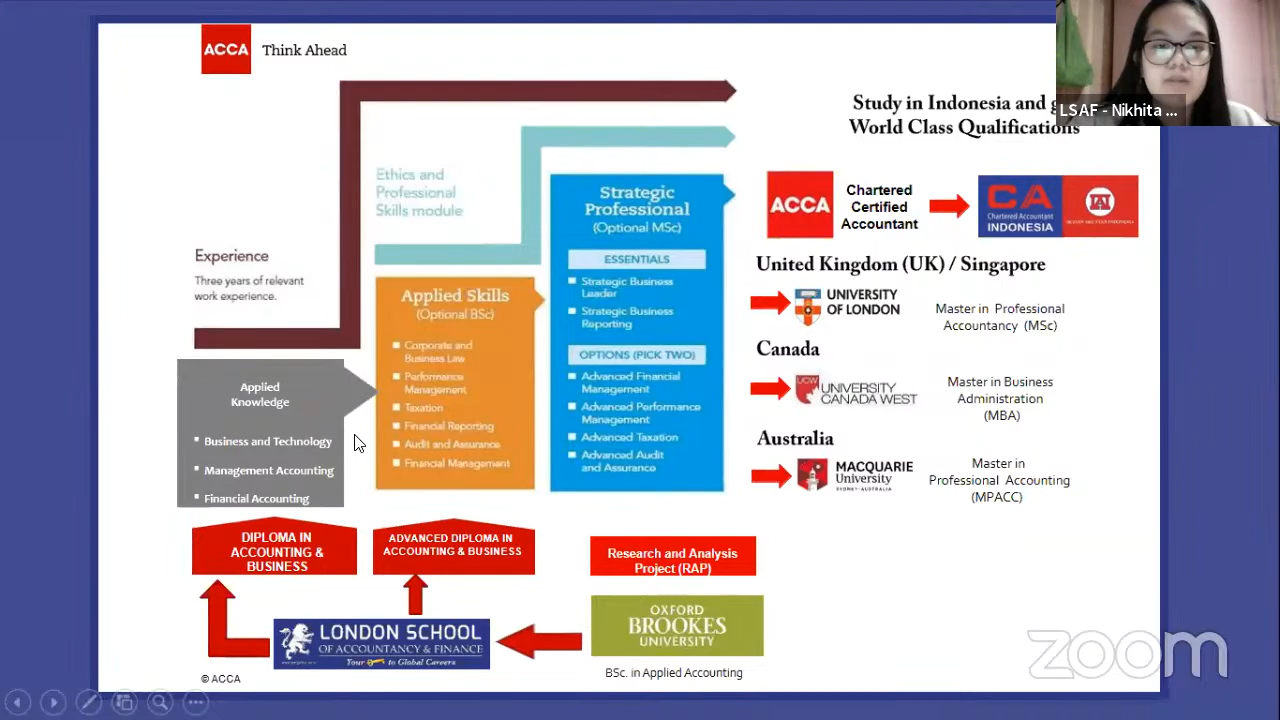 ACCA
Think Ahead
Study in Indonesia and g
World Class Qualifications
LSAF - Nikhita ...
Ethics and
Professional
Skills module
Experience
Three years of relevant
work experience.
Strategic
Professional
(Optional MSc)
ESSENTIALS
Strategic Business
Leader
Strategic Business
Reporting
OPTIONS (PICK TWO)
Advanced Financial
Management
Advanced Performance
Management
Advanced Taxation
Advanced Audit
and Assurance
Applied Skills
(Optional BSc)
Corporate and
Business Law
Performance
Management
Taxation
Financial Reporting
Audit and Assurance
Financial Management
Applied
Knowledge
Business and Technology
Management Accounting
Financial Accounting
ACCA
Chartered
Certified
Accountant
CA
Chartered Accountant
INDONESIA
IAI
United Kingdom (UK) / Singapore
UNIVERSITY
OF LONDON
Master in Professional
Accountancy (MSc)
Canada
UCW
UNIVERSITY
CANADA WEST
Master in Business
Administration
(MBA)
Australia
MACQUARIE
University
SYDNEY·AUSTRALIA
Master in
Professional Accounting
(MPACC)
DIPLOMA IN
ACCOUNTING &
BUSINESS
ADVANCED DIPLOMA IN
ACCOUNTING & BUSINESS
Research and Analysis
Project (RAP)
LONDON SCHOOL
OF ACCOUNTANCY & FINANCE
Your to Global Careers
OXFORD
BROOKES
UNIVERSITY
BSc. in Applied Accounting
© ACCA
zoom